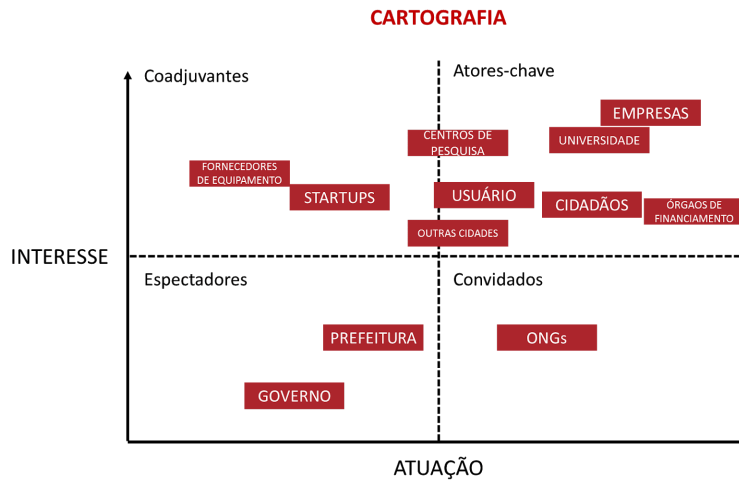 CARTOGRAFIA
Coadjuvantes
Atores-chave
EMPRESAS
CENTROS DE
PESQUISA
UNIVERSIDADE
FORNECEDORES
DE EQUIPAMENTO
STARTUPS
USUÁRIO
CIDADÃOS
ÓRGAOS DE
FINANCIAMENTO
OUTRAS CIDADES
INTERESSE
Espectadores
Convidados
PREFEITURA
ONGs
GOVERNO
ATUAÇÃO